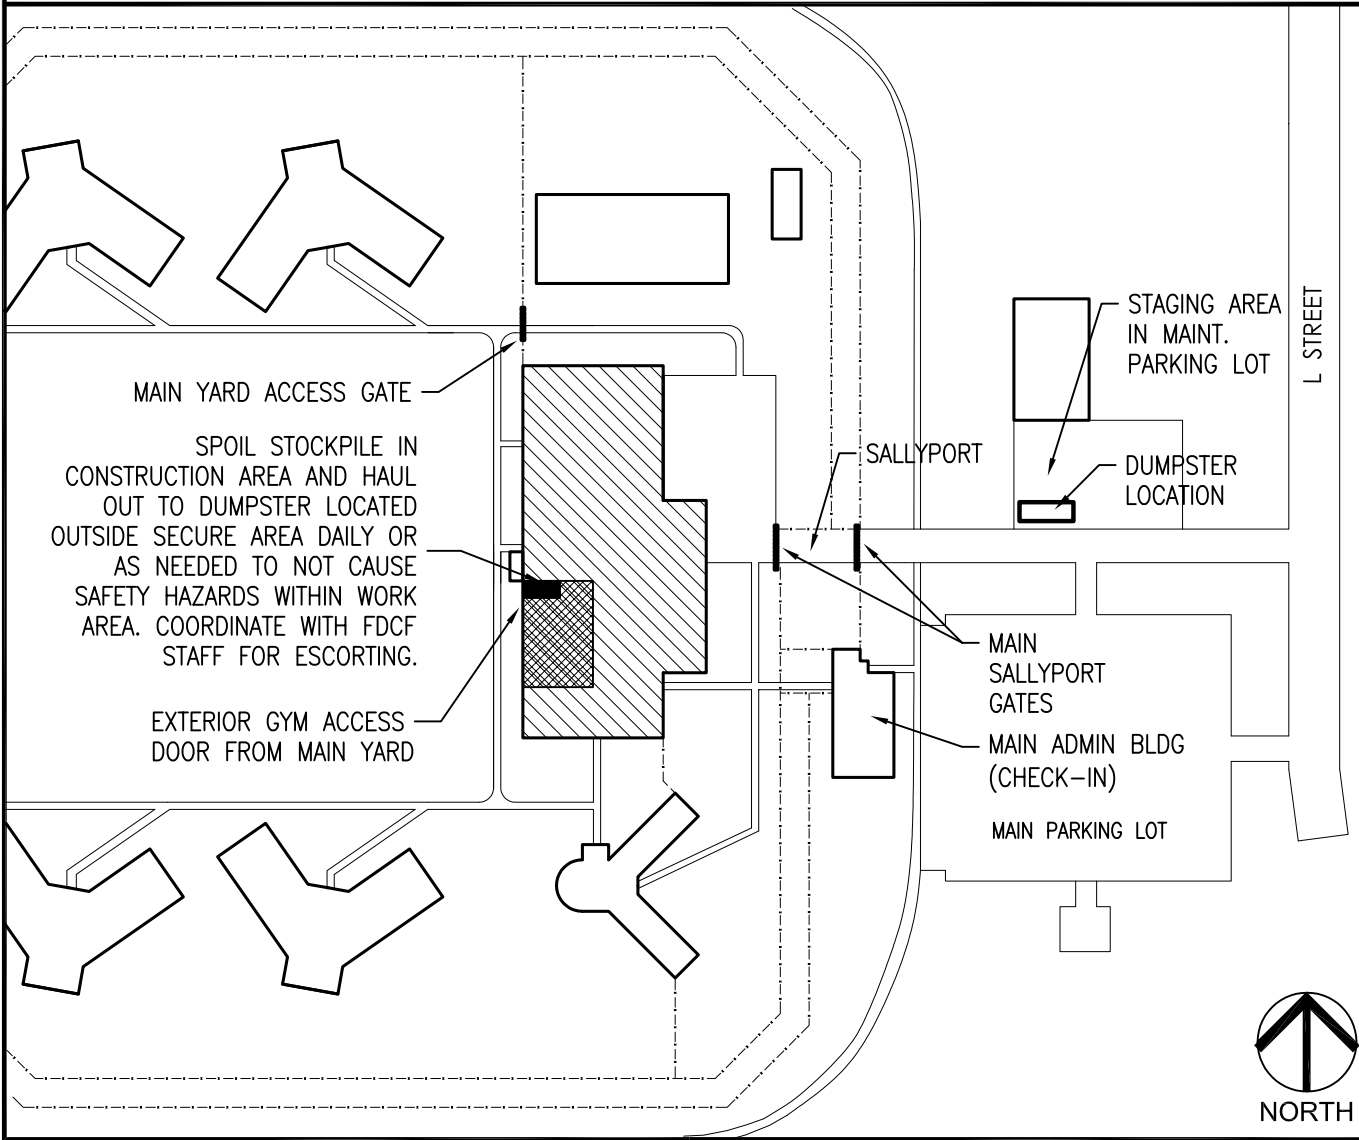 STAGING AREA
IN MAINT.
PARKING LOT
L STREET
MAIN YARD ACCESS GATE
SPOIL STOCKPILE IN
CONSTRUCTION AREA AND HAUL
OUT TO DUMPSTER LOCATED
OUTSIDE SECURE AREA DAILY OR
AS NEEDED TO NOT CAUSE
SAFETY HAZARDS WITHIN WORK
AREA. COORDINATE WITH FDCF
STAFF FOR ESCORTING.
SALLYPORT
DUMPSTER
LOCATION
EXTERIOR GYM ACCESS
DOOR FROM MAIN YARD
MAIN
SALLYPORT
GATES
MAIN ADMIN BLDG
(CHECK-IN)
MAIN PARKING LOT
NORTH